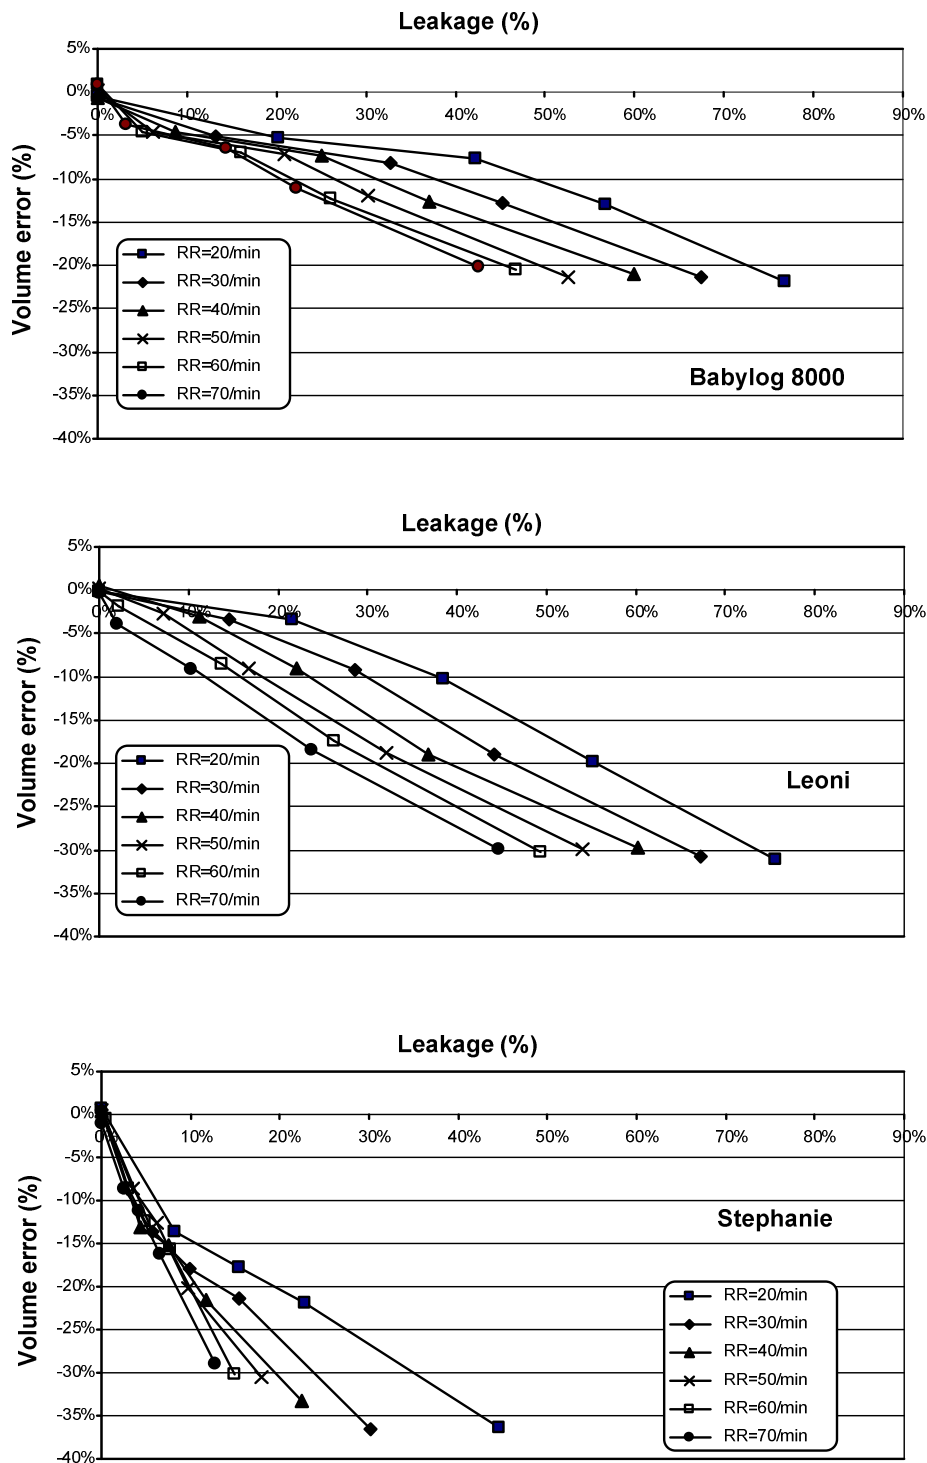 Leakage (%)
5%
0%
0% 10% 20% 30% 40% 50% 60% 70% 80% 90%
-5%
-10%
-15%
-20%
-25%
-30%
-35%
-40%
Volume error (%)
RR=20/min
RR=30/min
RR=40/min
RR=50/min
RR=60/min
RR=70/min
Babylog 8000
Leakage (%)
5%
0%
0% 10% 20% 30% 40% 50% 60% 70% 80% 90%
-5%
-10%
-15%
-20%
-25%
-30%
-35%
-40%
Volume error (%)
RR=20/min
RR=30/min
RR=40/min
RR=50/min
RR=60/min
RR=70/min
Leoni
Leakage (%)
5%
0%
0% 10% 20% 30% 40% 50% 60% 70% 80% 90%
-5%
-10%
-15%
-20%
-25%
-30%
-35%
-40%
Volume error (%)
Stephanie
RR=20/min
RR=30/min
RR=40/min
RR=50/min
RR=60/min
RR=70/min